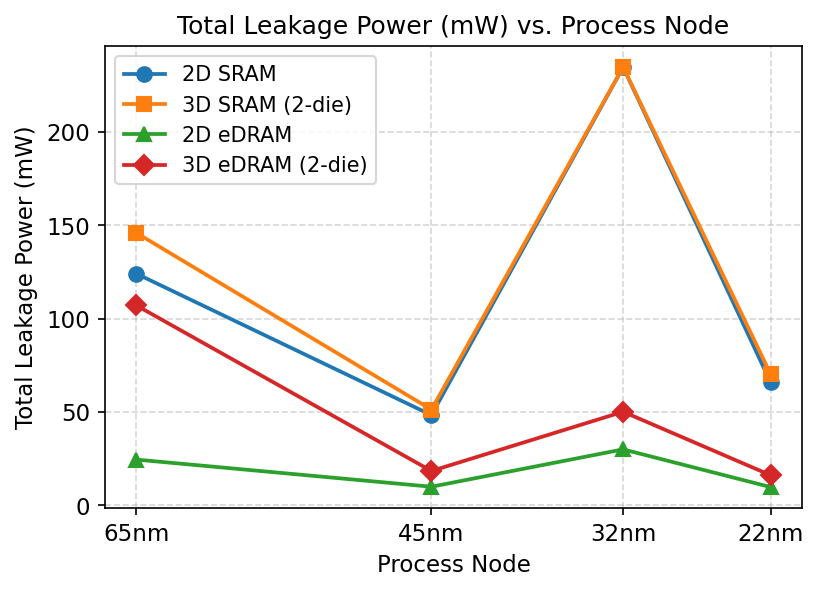 Total Leakage Power (mW) vs. Process Node
2D SRAM
3D SRAM (2-die)
2D eDRAM
3D eDRAM (2-die)
Total Leakage Power (mW)
200
150
100
50
0
65nm
45nm
32nm
22nm
Process Node